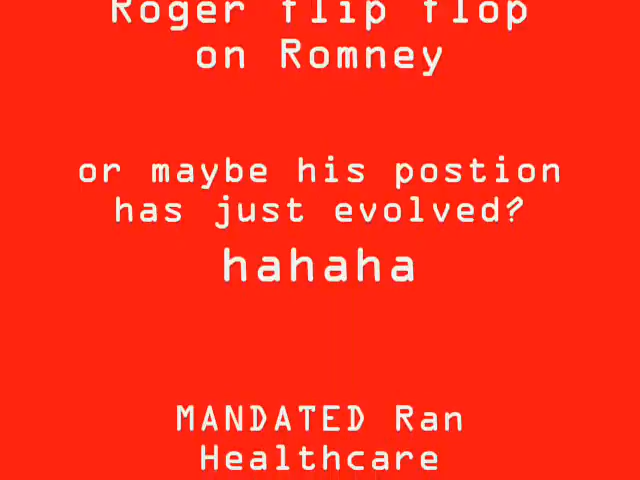 Roger flip flop
on Romney
or maybe his postion
has just evolved?
hahaha
MANDATED Ran
Healthcare